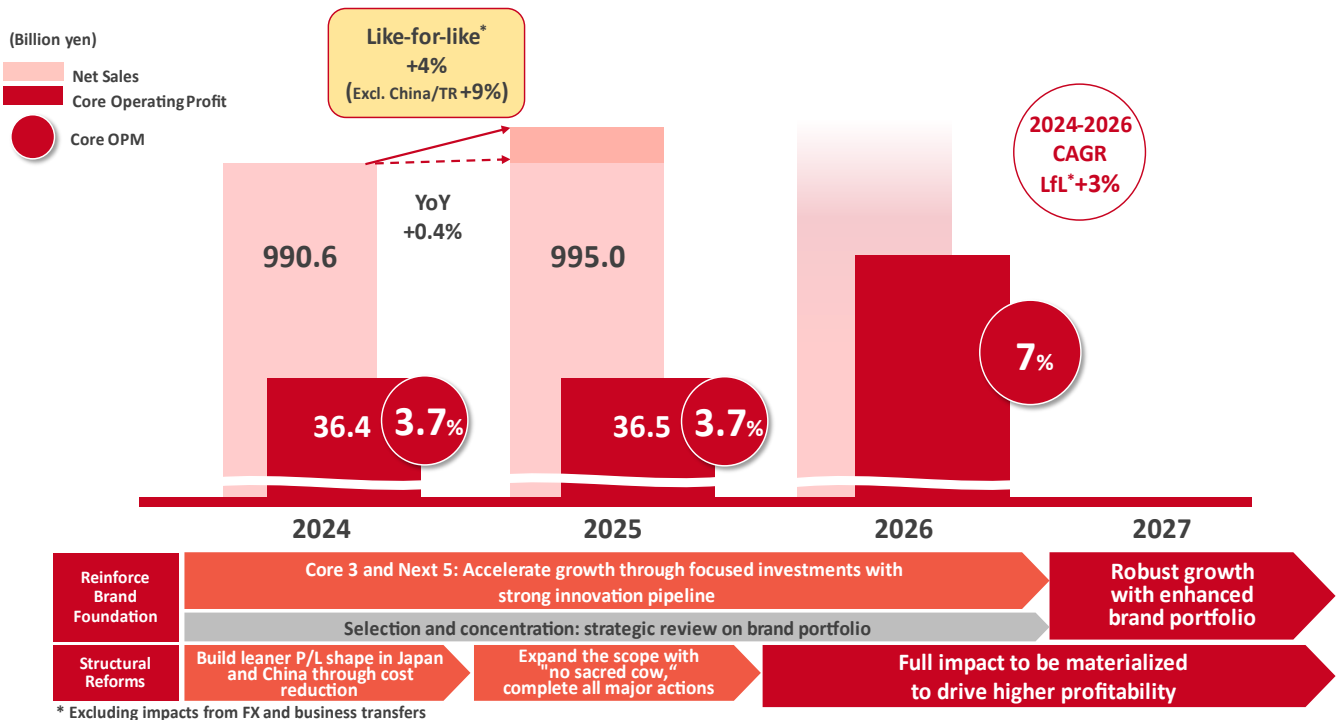 (Billion yen)
Net Sales
Core Operating Profit
Core OPM
Like-for-like*
+4%
(Excl. China/TR +9%)
YoY
+0.4%
2024-2026
CAGR
LfL*+3%
990.6
995.0
36.4
3.7%
36.5
3.7%
7%
2024
2025
2026
2027
Reinforce
Brand
Foundation
Core 3 and Next 5: Accelerate growth through focused investments with
strong innovation pipeline
Selection and concentration: strategic review on brand portfolio
Robust growth
with enhanced
brand portfolio
Structural
Reforms
Build leaner P/L shape in Japan
and China through cost
reduction
Expand the scope with
"no sacred cow,"
complete all major actions
Full impact to be materialized
to drive higher profitability
* Excluding impacts from FX and business transfers